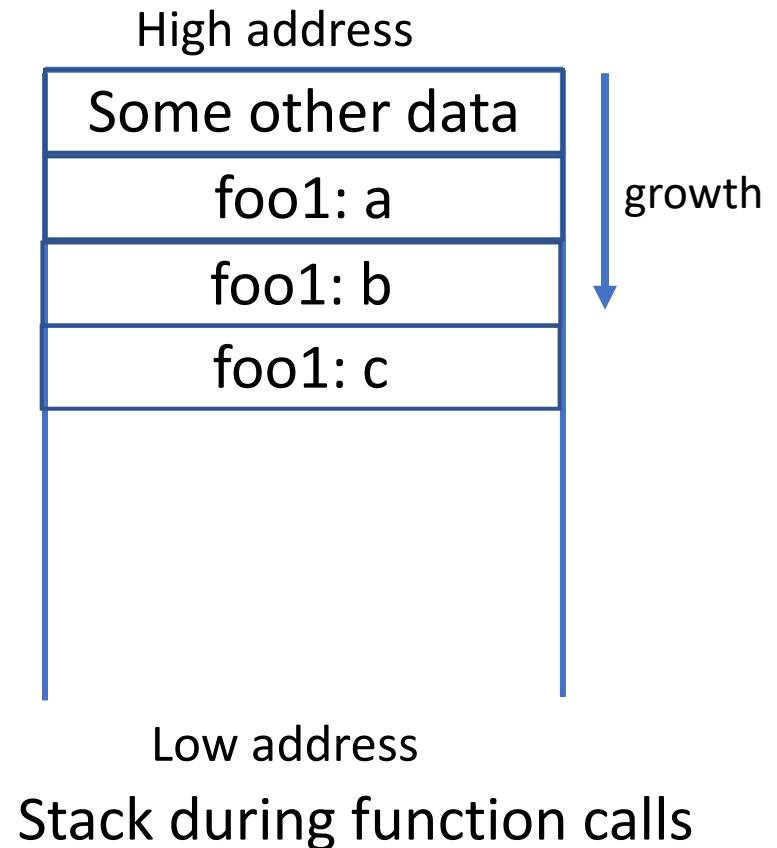 High address
Some other data
foo1: a
growth
foo1: b
foo1: c
Low address
Stack during function calls